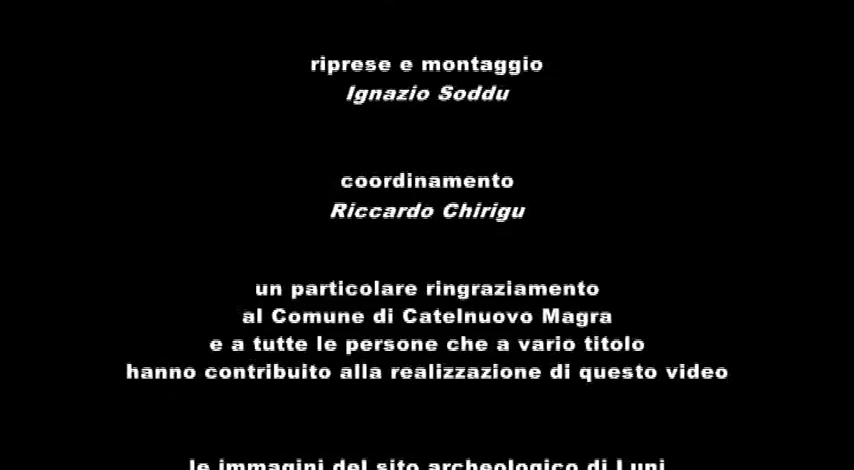 riprese e montaggio
Ignazio Soddu
coordinamento
Riccardo Chirigu
un particolare ringraziamento
al Comune di Catelnuovo Magra
e a tutte le persone che a vario titolo
hanno contribuito alla realizzazione di questo video
le immagini del sito archeologico di Luni